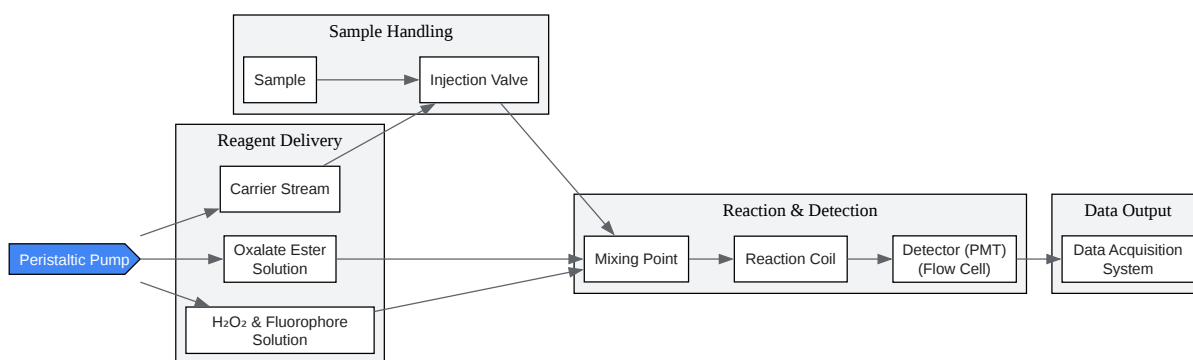 Sample Handling
Sample
Injection Valve
Reagent Delivery
Carrier Stream
Peristaltic Pump
Oxalate Ester
Solution
H₂O₂ & Fluorophore
Solution
Reaction & Detection
Mixing Point
Reaction Coil
Detector (PMT)
(Flow Cell)
Data Output
Data Acquisition
System